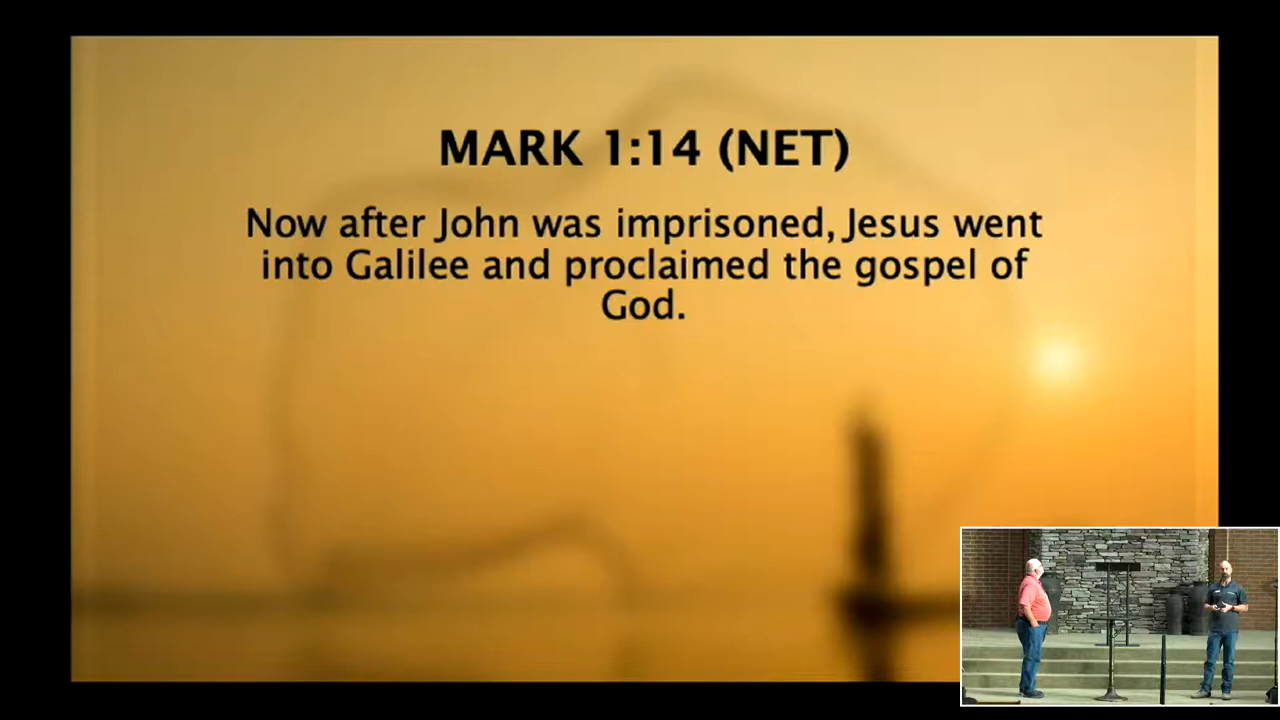 MARK 1:14 (NET)
Now after John was imprisoned, Jesus went
into Galilee and proclaimed the gospel of
God.